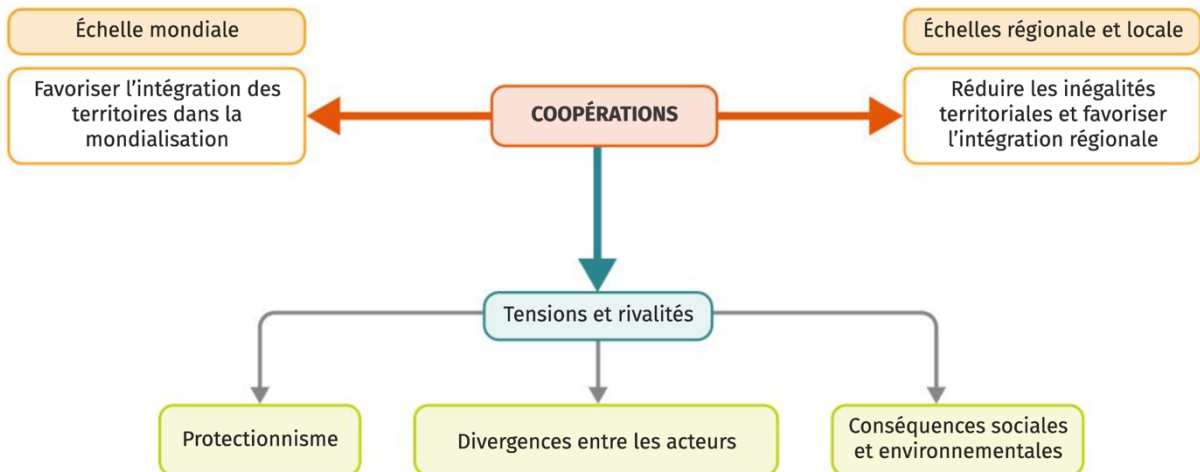 Échelle mondiale
Favoriser l'intégration des
territoires dans la
mondialisation
COOPÉRATIONS
Échelles régionale et locale
Réduire les inégalités
territoriales et favoriser
l'intégration régionale
Tensions et rivalités
Protectionnisme
Divergences entre les acteurs
Conséquences sociales
et environnementales